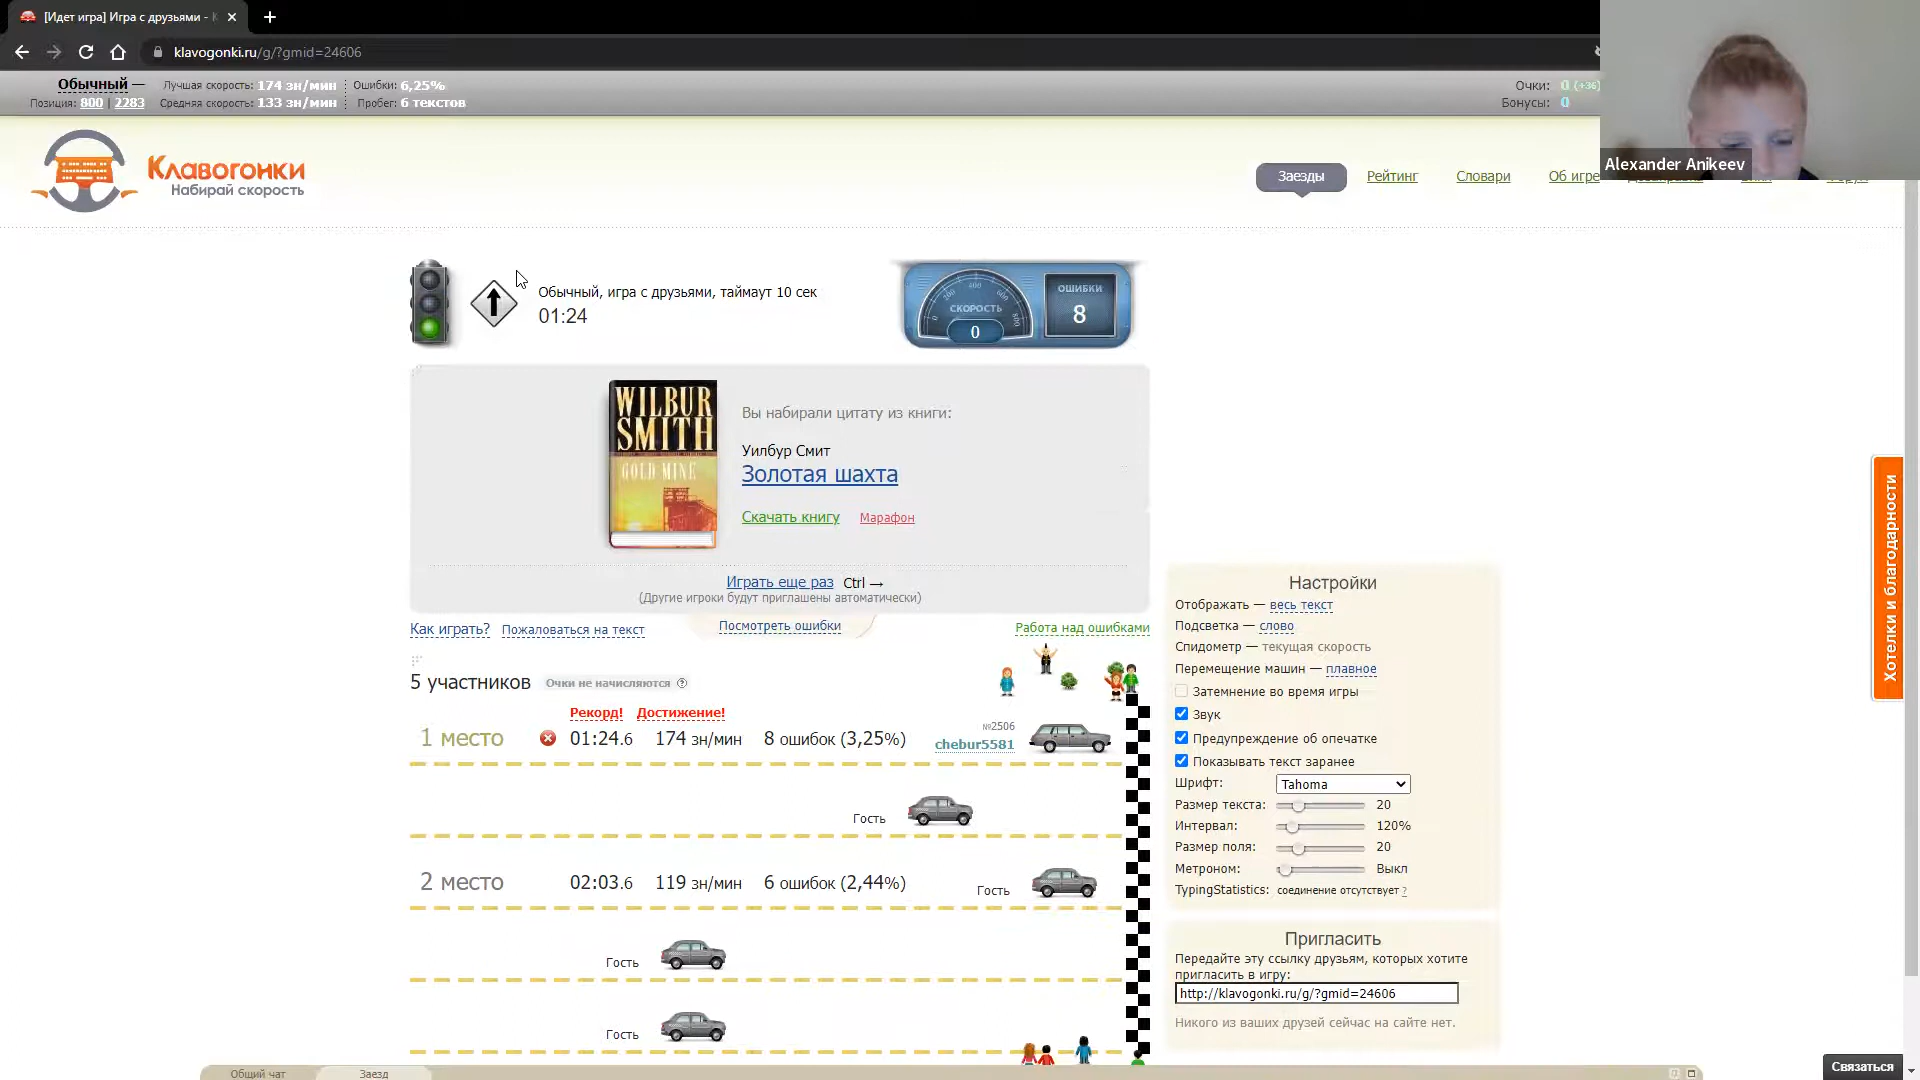 [Идет игра] Игра с друзьями - К
klavogonki.ru/g/?gmid=24606
Обычный —
Лучшая скорость: 174 зн/мин
Ошибки: 6,25%
Очки: 0 (+36)
Позиция: 800 | 2283
Средняя скорость: 133 зн/мин
Пробег: 6 текстов
Бонусы: 0
Alexander Anikeev
Клавогонки
Набирай скорость
Заезды
Рейтинг
Словари
Об игре
Обычный, игра с друзьями, таймаут 10 сек
01:24
0 200 400 600 800
СКОРОСТЬ
0
ОШИБКИ
8
WILBUR
SMITH
GOLD MINE
Вы набирали цитату из книги:
Уилбур Смит
Золотая шахта
Скачать книгу
Марафон
Играть еще раз Ctrl →
(Другие игроки будут приглашены автоматически)
Как играть?
Пожаловаться на текст
Посмотреть ошибки
Работа над ошибками
5 участников
Очки не начисляются ?
Рекорд! Достижение!
1 место
01:24.6
174 зн/мин
8 ошибок (3,25%)
№2506
chebur5581
Гость
2 место
02:03.6
119 зн/мин
6 ошибок (2,44%)
Гость
Гость
Гость
Настройки
Отображать — весь текст
Подсветка — слово
Спидометр — текущая скорость
Перемещение машин — плавное
Затемнение во время игры
Звук
Предупреждение об опечатке
Показывать текст заранее
Шрифт: Tahoma
Размер текста: 20
Интервал: 120%
Размер поля: 20
Метроном: Выкл
TypingStatistics: соединение отсутствует ?
Пригласить
Передайте эту ссылку друзьям, которых хотите
пригласить в игру:
http://klavogonki.ru/g/?gmid=24606
Никого из ваших друзей сейчас на сайте нет.
Хотелки и благодарности
Общий чат
Заезд
Связаться